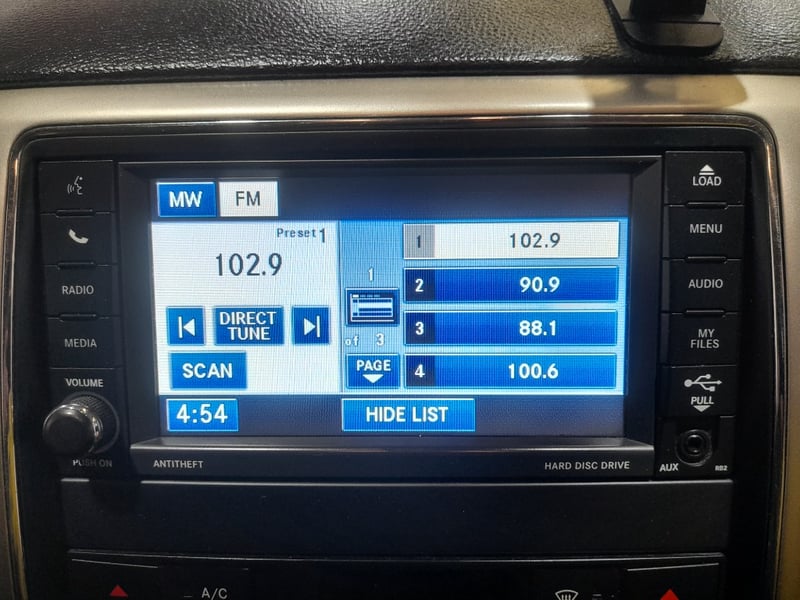 LOAD
MENU
RADIO
AUDIO
MEDIA
MY
FILES
VOLUME
PUSH ON
PULL
AUX
RB2
ANTITHEFT
HARD DISC DRIVE
MW FM
Preset 1
102.9
DIRECT
TUNE
SCAN
1
of 3
PAGE
1 102.9
2 90.9
3 88.1
4 100.6
4:54
HIDE LIST
A/C